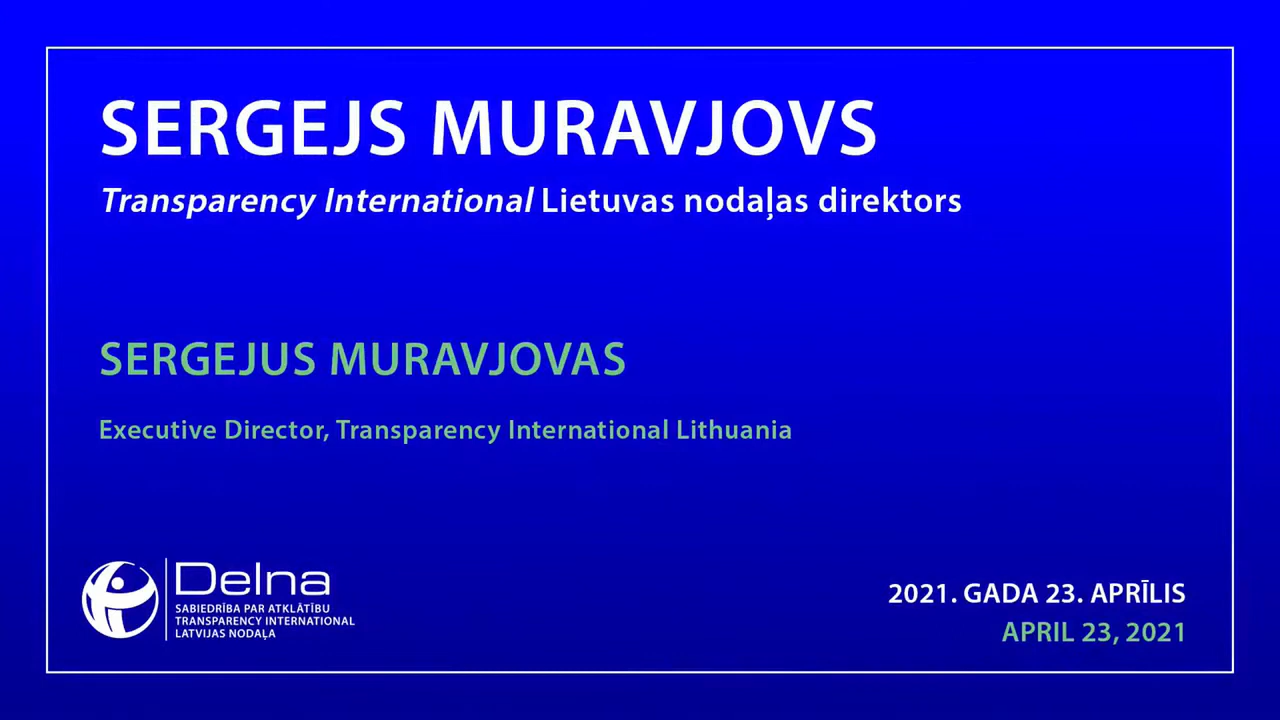 SERGEJS MURAVJOVS
Transparency International Lietuvas nodaļas direktors
SERGEJUS MURAVJOVAS
Executive Director, Transparency International Lithuania
Delna
SABIEDRĪBA PAR ATKLĀTĪBU
TRANSPARENCY INTERNATIONAL
LATVIJAS NODAĻA
2021. GADA 23. APRĪLIS
APRIL 23, 2021